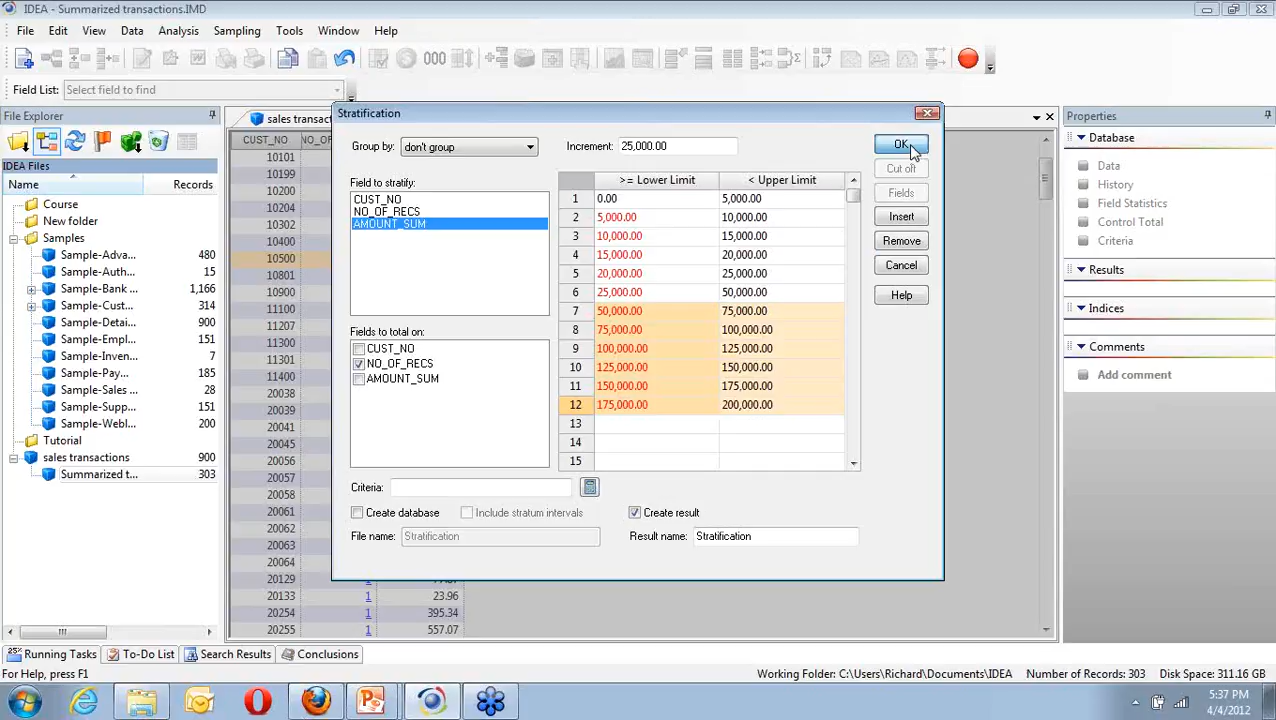 IDEA - Summarized transactions.IMD
File Edit View Data Analysis Sampling Tools Window Help
Field List: Select field to find
File Explorer
IDEA Files
Name Records
Course
New folder
Samples
Sample-Adva... 480
Sample-Auth... 15
Sample-Bank ... 1,166
Sample-Cust... 314
Sample-Detai... 900
Sample-Empl... 151
Sample-Inven...
Sample-Pay...
Sample-Sales ... 28
Sample-Supp... 151
Sample-Webl... 200
Tutorial
sales transactions 900
Summarized t... 303
sales transact
CUST_NO NO_OF_R
10101
10199
10200
10204
10302
10400
10500
10801
10900
11100
11207
11300
11301
11400
20038
20039
20041
20045
20056
20057
20058
20061
20062
20063
20064
20129 1
20133 1 23.96
20254 1 395.34
20255 1 557.07
Stratification
Group by: don't group
Increment: 25,000.00
Field to stratify:
CUST_NO
NO_OF_RECS
AMOUNT_SUM
Fields to total on:
CUST_NO
NO_OF_RECS
AMOUNT_SUM
>= Lower Limit < Upper Limit
1 0.00 5,000.00
2 5,000.00 10,000.00
3 10,000.00 15,000.00
4 15,000.00 20,000.00
5 20,000.00 25,000.00
6 25,000.00 50,000.00
7 50,000.00 75,000.00
8 75,000.00 100,000.00
9 100,000.00 125,000.00
10 125,000.00 150,000.00
11 150,000.00 175,000.00
12 175,000.00 200,000.00
13
14
15
OK
Cut off
Fields
Insert
Remove
Cancel
Help
Criteria:
Create database Include stratum intervals Create result
File name: Stratification Result name: Stratification
Properties
Database
Data
History
Field Statistics
Control Total
Criteria
Results
Indices
Comments
Add comment
Running Tasks To-Do List Search Results Conclusions
For Help, press F1
Working Folder: C:\Users\Richard\Documents\IDEA Number of Records: 303 Disk Space: 311.16 GB
5:37 PM
4/4/2012